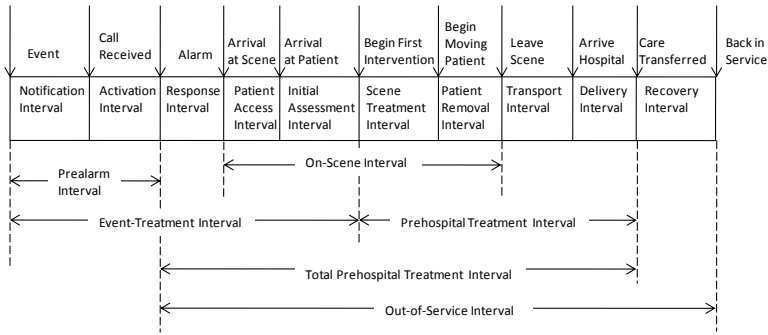 Event
Call
Received
Alarm
Arrival
at Scene
Arrival
at Patient
Begin First
Intervention
Begin
Moving
Patient
Leave
Scene
Arrive
Hospital
Care
Transferred
Back in
Service
Notification
Interval
Activation
Interval
Response
Interval
Patient
Access
Interval
Initial
Assessment
Interval
Scene
Treatment
Interval
Patient
Removal
Interval
Transport
Interval
Delivery
Interval
Recovery
Interval
On-Scene Interval
Prealarm
Interval
Event-Treatment Interval
Prehospital Treatment Interval
Total Prehospital Treatment Interval
Out-of-Service Interval